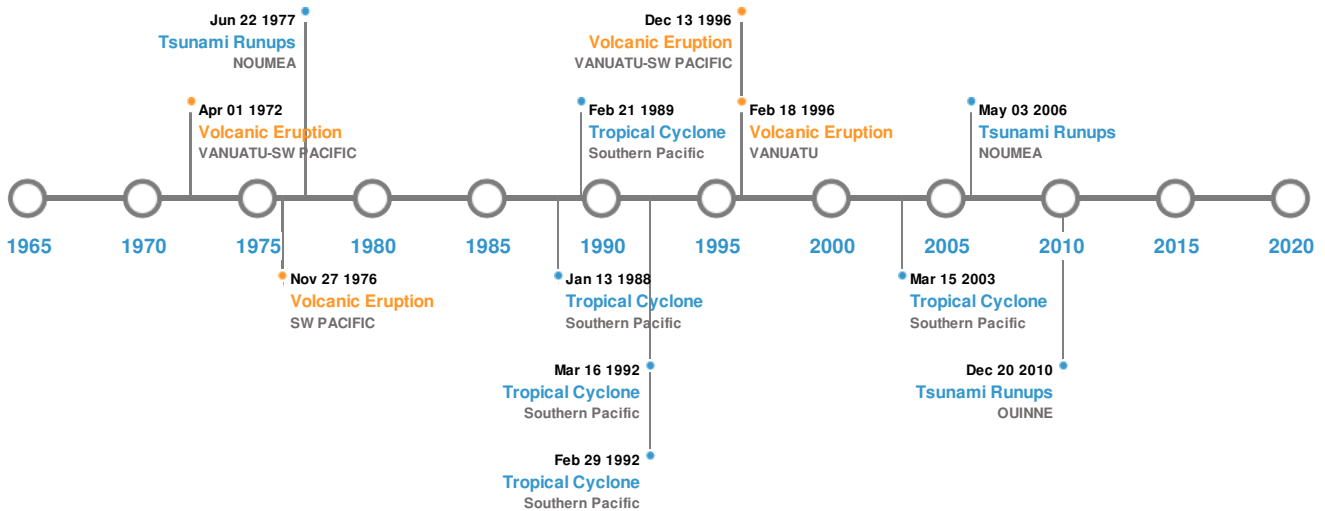 Jun 22 1977
Tsunami Runups
NOUMEA
Dec 13 1996
Volcanic Eruption
VANUATU-SW PACIFIC
Apr 01 1972
Volcanic Eruption
VANUATU-SW PACIFIC
Feb 21 1989
Tropical Cyclone
Southern Pacific
Feb 18 1996
Volcanic Eruption
VANUATU
May 03 2006
Tsunami Runups
NOUMEA
1965 1970 1975 1980 1985 1990 1995 2000 2005 2010 2015 2020
Nov 27 1976
Volcanic Eruption
SW PACIFIC
Jan 13 1988
Tropical Cyclone
Southern Pacific
Mar 15 2003
Tropical Cyclone
Southern Pacific
Mar 16 1992
Tropical Cyclone
Southern Pacific
Dec 20 2010
Tsunami Runups
OUINNE
Feb 29 1992
Tropical Cyclone
Southern Pacific